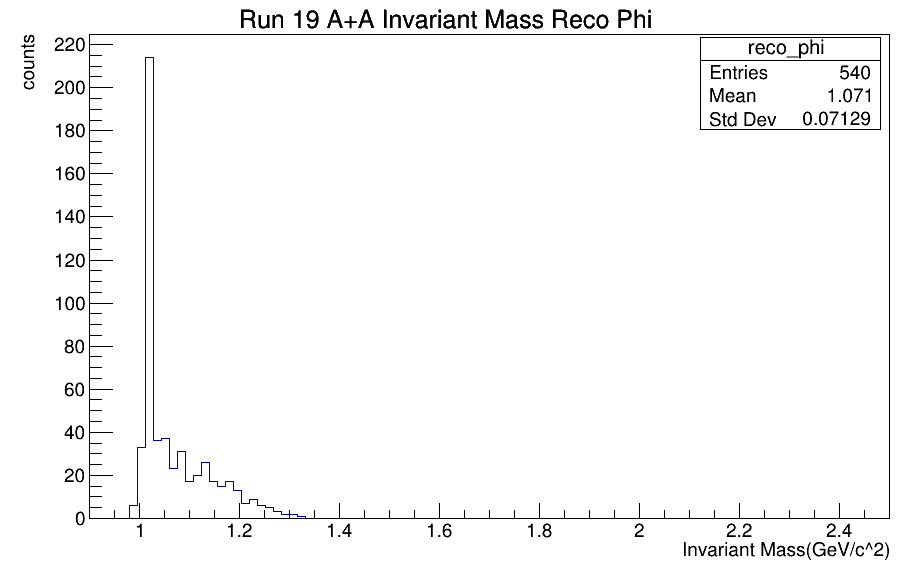 Run 19 A+A Invariant Mass Reco Phi
counts
220
200
180
160
140
120
100
80
60
40
20
0
reco_phi
Entries 540
Mean 1.071
Std Dev 0.07129
1 1.2 1.4 1.6 1.8 2 2.2 2.4
Invariant Mass(GeV/c^2)